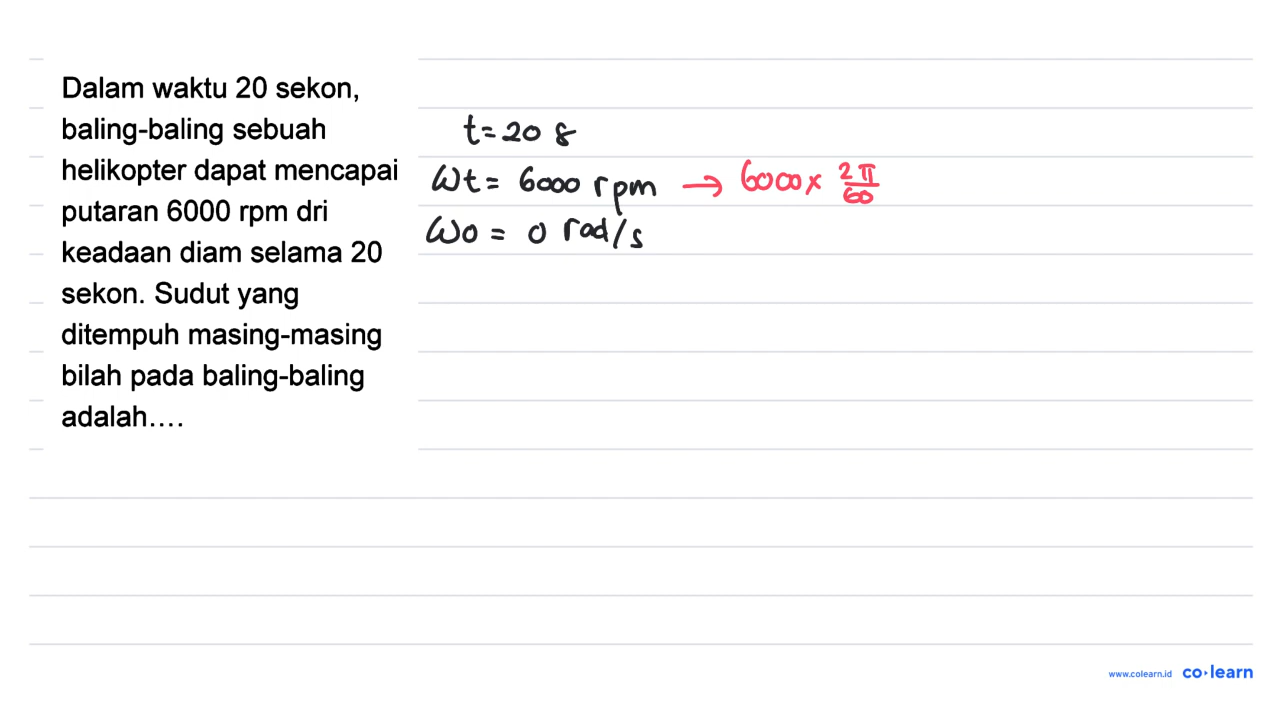 Dalam waktu 20 sekon,
baling-baling sebuah
helikopter dapat mencapai
putaran 6000 rpm dri
keadaan diam selama 20
sekon. Sudut yang
ditempuh masing-masing
bilah pada baling-baling
adalah....
t = 20 s
ωt = 6000 rpm → 6000 × 2π/60
ω0 = 0 rad/s
www.colearn.id co·learn